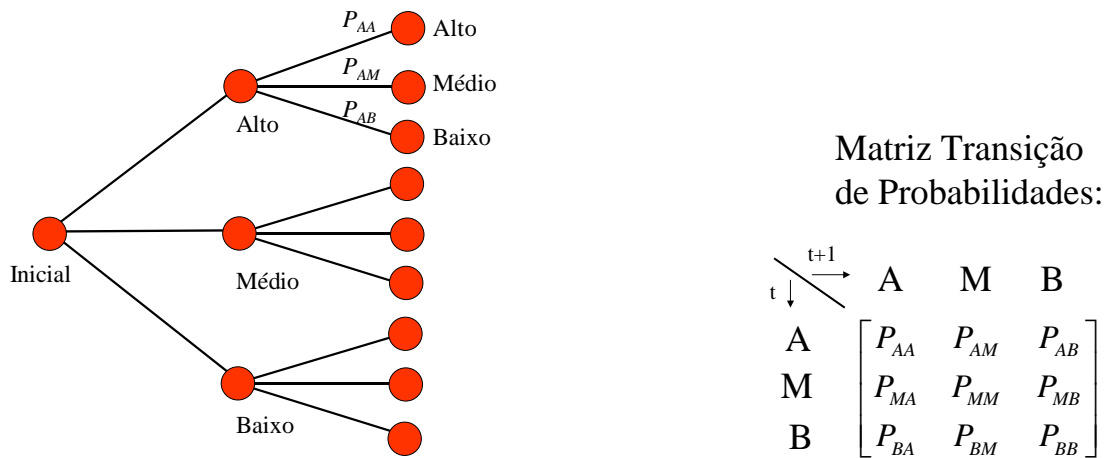 P_AA Alto
P_AM Médio
Alto P_AB Baixo
Inicial Médio
Baixo
Matriz Transição
de Probabilidades:
t+1
t A M B
A P_AA P_AM P_AB
M P_MA P_MM P_MB
B P_BA P_BM P_BB